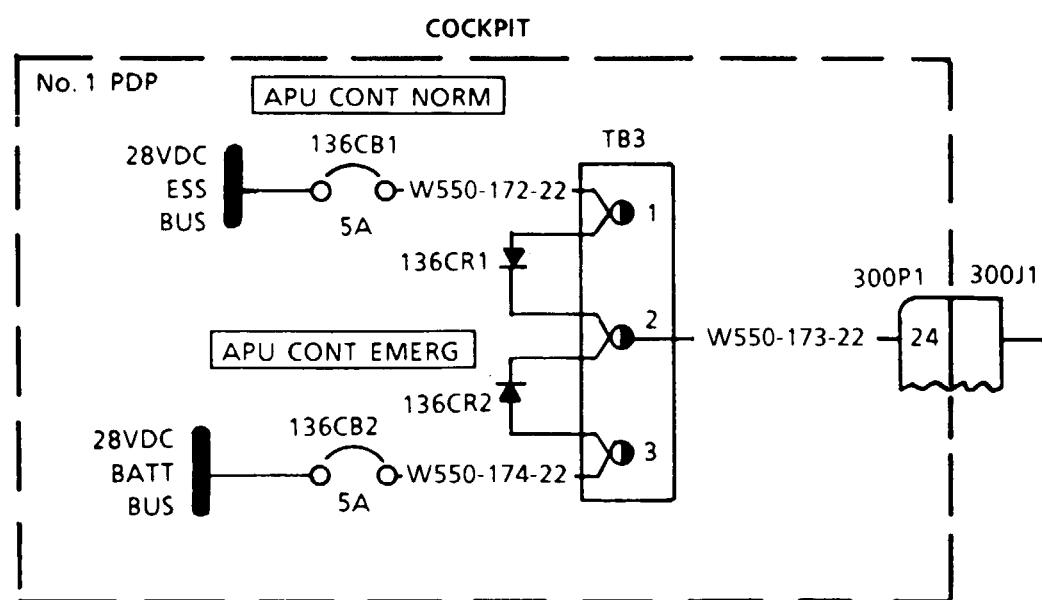 COCKPIT
No. 1 PDP
APU CONT NORM
136CB1
TB3
28VDC
ESS
BUS
W550-172-22
1
5A
136CR1
300P1
300J1
2
W550-173-22
24
APU CONT EMERG
136CR2
28VDC
BATT
BUS
136CB2
3
W550-174-22
5A